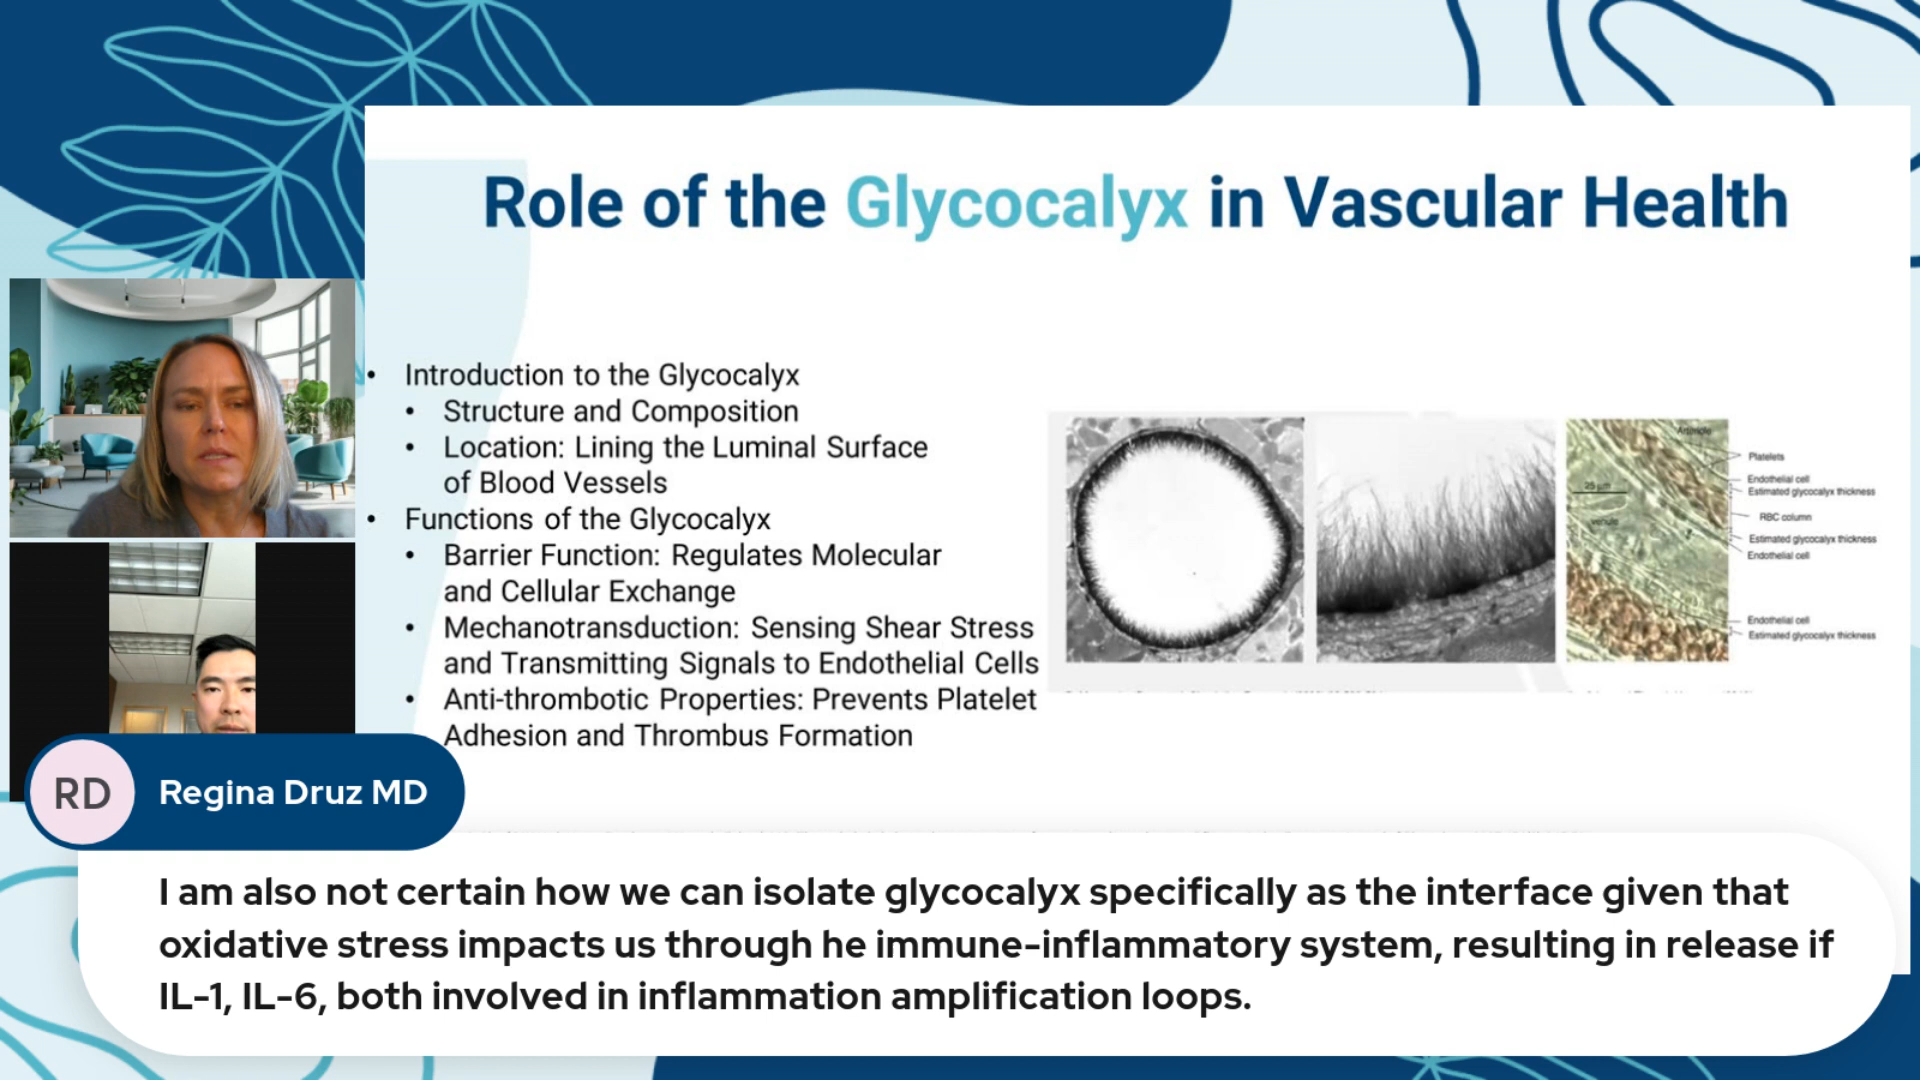 Role of the Glycocalyx in Vascular Health
• Introduction to the Glycocalyx
• Structure and Composition
• Location: Lining the Luminal Surface
of Blood Vessels
• Functions of the Glycocalyx
• Barrier Function: Regulates Molecular
and Cellular Exchange
• Mechanotransduction: Sensing Shear Stress
and Transmitting Signals to Endothelial Cells
• Anti-thrombotic Properties: Prevents Platelet
Adhesion and Thrombus Formation
Arteriole
25 µm
venule
Platelets
Endothelial cell
Estimated glycocalyx thickness
RBC column
Estimated glycocalyx thickness
Endothelial cell
Endothelial cell
Estimated glycocalyx thickness
RD
Regina Druz MD
I am also not certain how we can isolate glycocalyx specifically as the interface given that
oxidative stress impacts us through he immune-inflammatory system, resulting in release if
IL-1, IL-6, both involved in inflammation amplification loops.